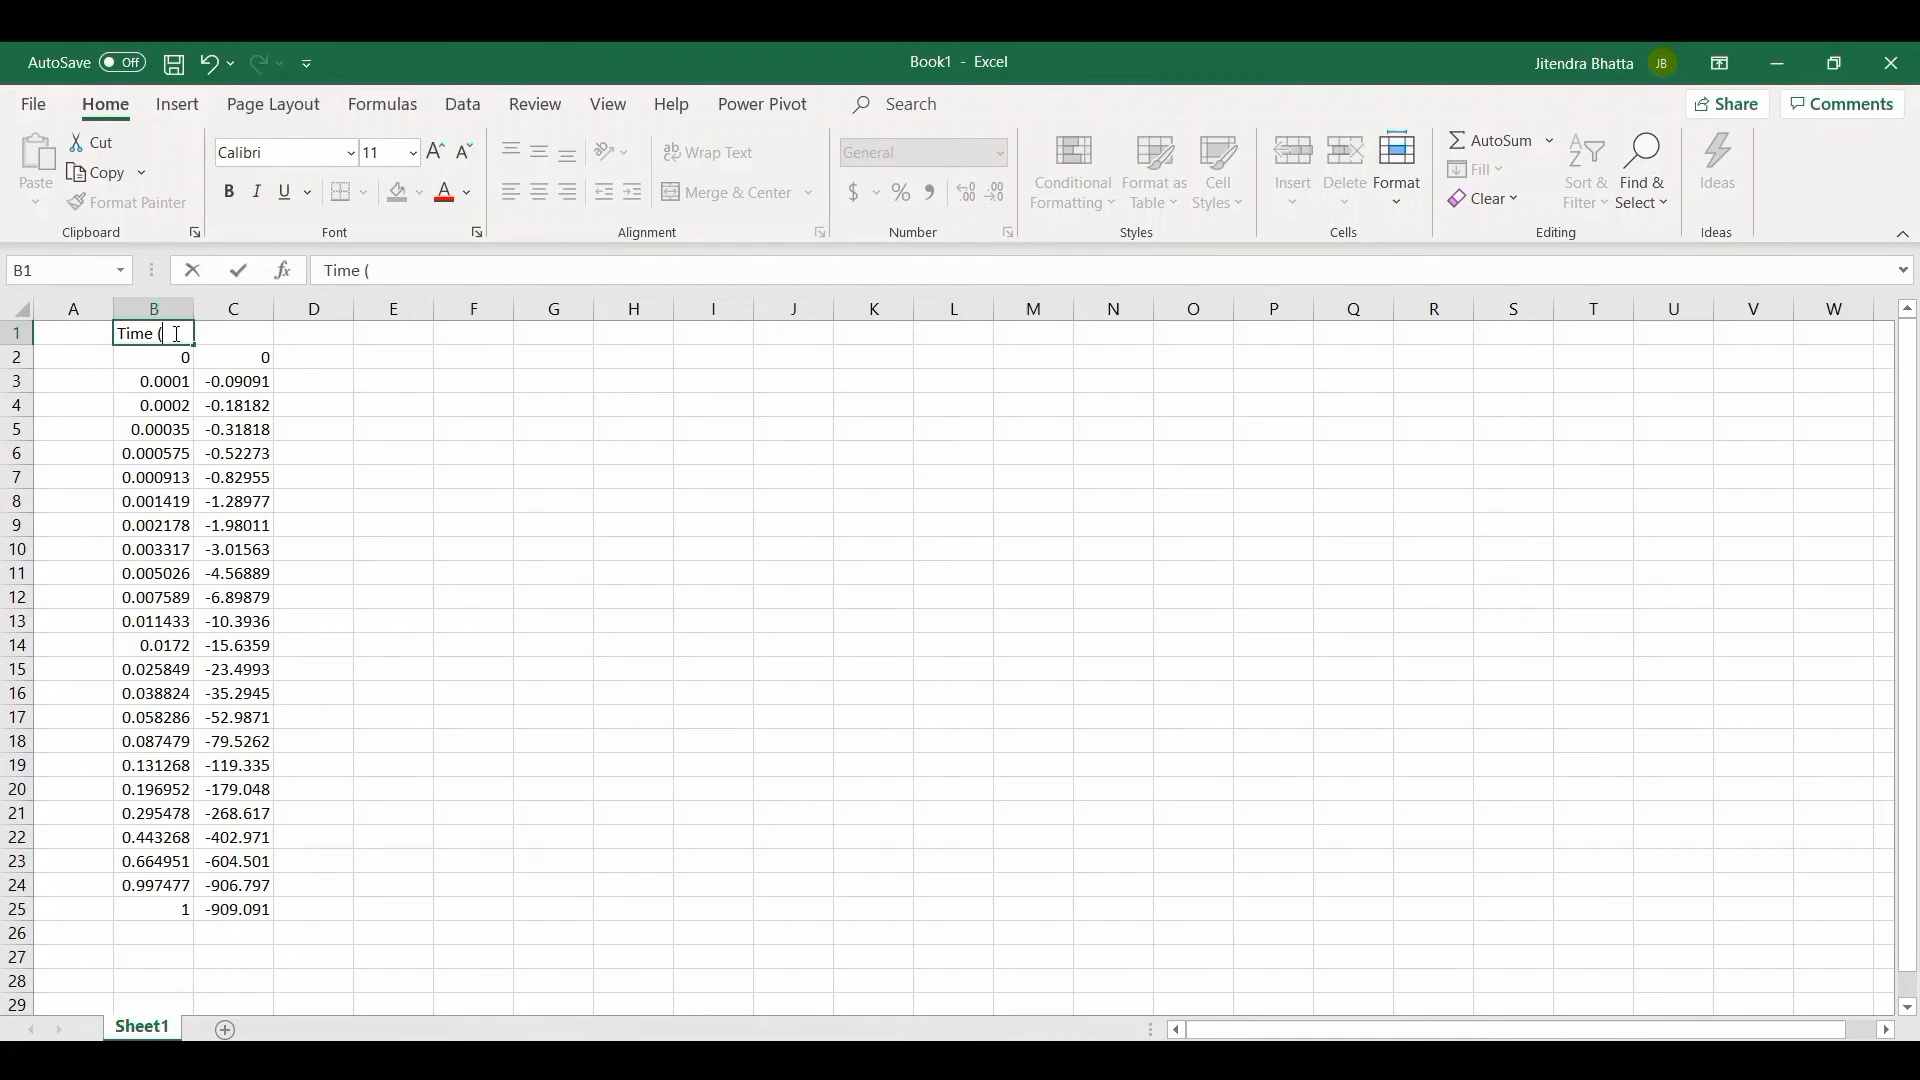 AutoSave Off Book1 - Excel Jitendra Bhatta JB
File Home Insert Page Layout Formulas Data Review View Help Power Pivot Search Share Comments
Paste Cut Copy Format Painter Clipboard
Calibri 11 B I U A Font
Wrap Text Merge & Center Alignment
General $ % Number
Conditional Formatting Format as Table Cell Styles Styles
Insert Delete Format Cells
AutoSum Fill Clear Sort & Filter Find & Select Editing
Ideas Ideas
B1 fx Time (
A B C D E F G H I J K L M N O P Q R S T U V W
1 Time (
2 0 0
3 0.0001 -0.09091
4 0.0002 -0.18182
5 0.00035 -0.31818
6 0.000575 -0.52273
7 0.000913 -0.82955
8 0.001419 -1.28977
9 0.002178 -1.98011
10 0.003317 -3.01563
11 0.005026 -4.56889
12 0.007589 -6.89879
13 0.011433 -10.3936
14 0.0172 -15.6359
15 0.025849 -23.4993
16 0.038824 -35.2945
17 0.058286 -52.9871
18 0.087479 -79.5262
19 0.131268 -119.335
20 0.196952 -179.048
21 0.295478 -268.617
22 0.443268 -402.971
23 0.664951 -604.501
24 0.997477 -906.797
25 1 -909.091
26
27
28
29
Sheet1